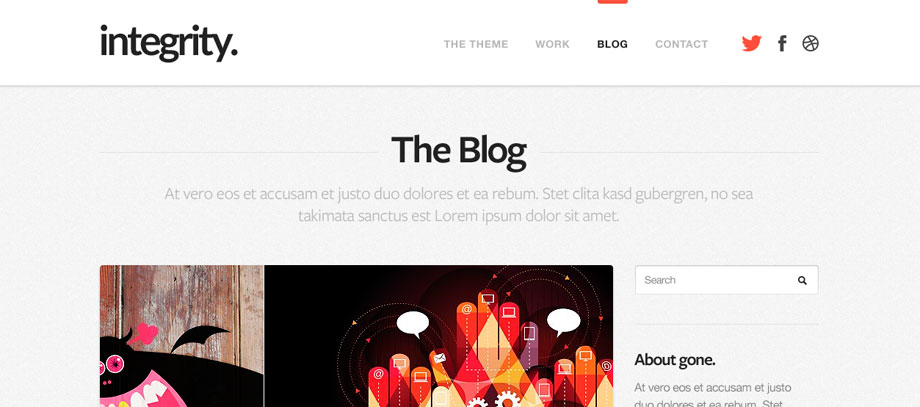 integrity.
THE THEME WORK BLOG CONTACT
The Blog
At vero eos et accusam et justo duo dolores et ea rebum. Stet clita kasd gubergren, no sea
takimata sanctus est Lorem ipsum dolor sit amet.
Search
@
@
About gone.
At vero eos et accusam et justo
duo dolores et ea rebum. Stet